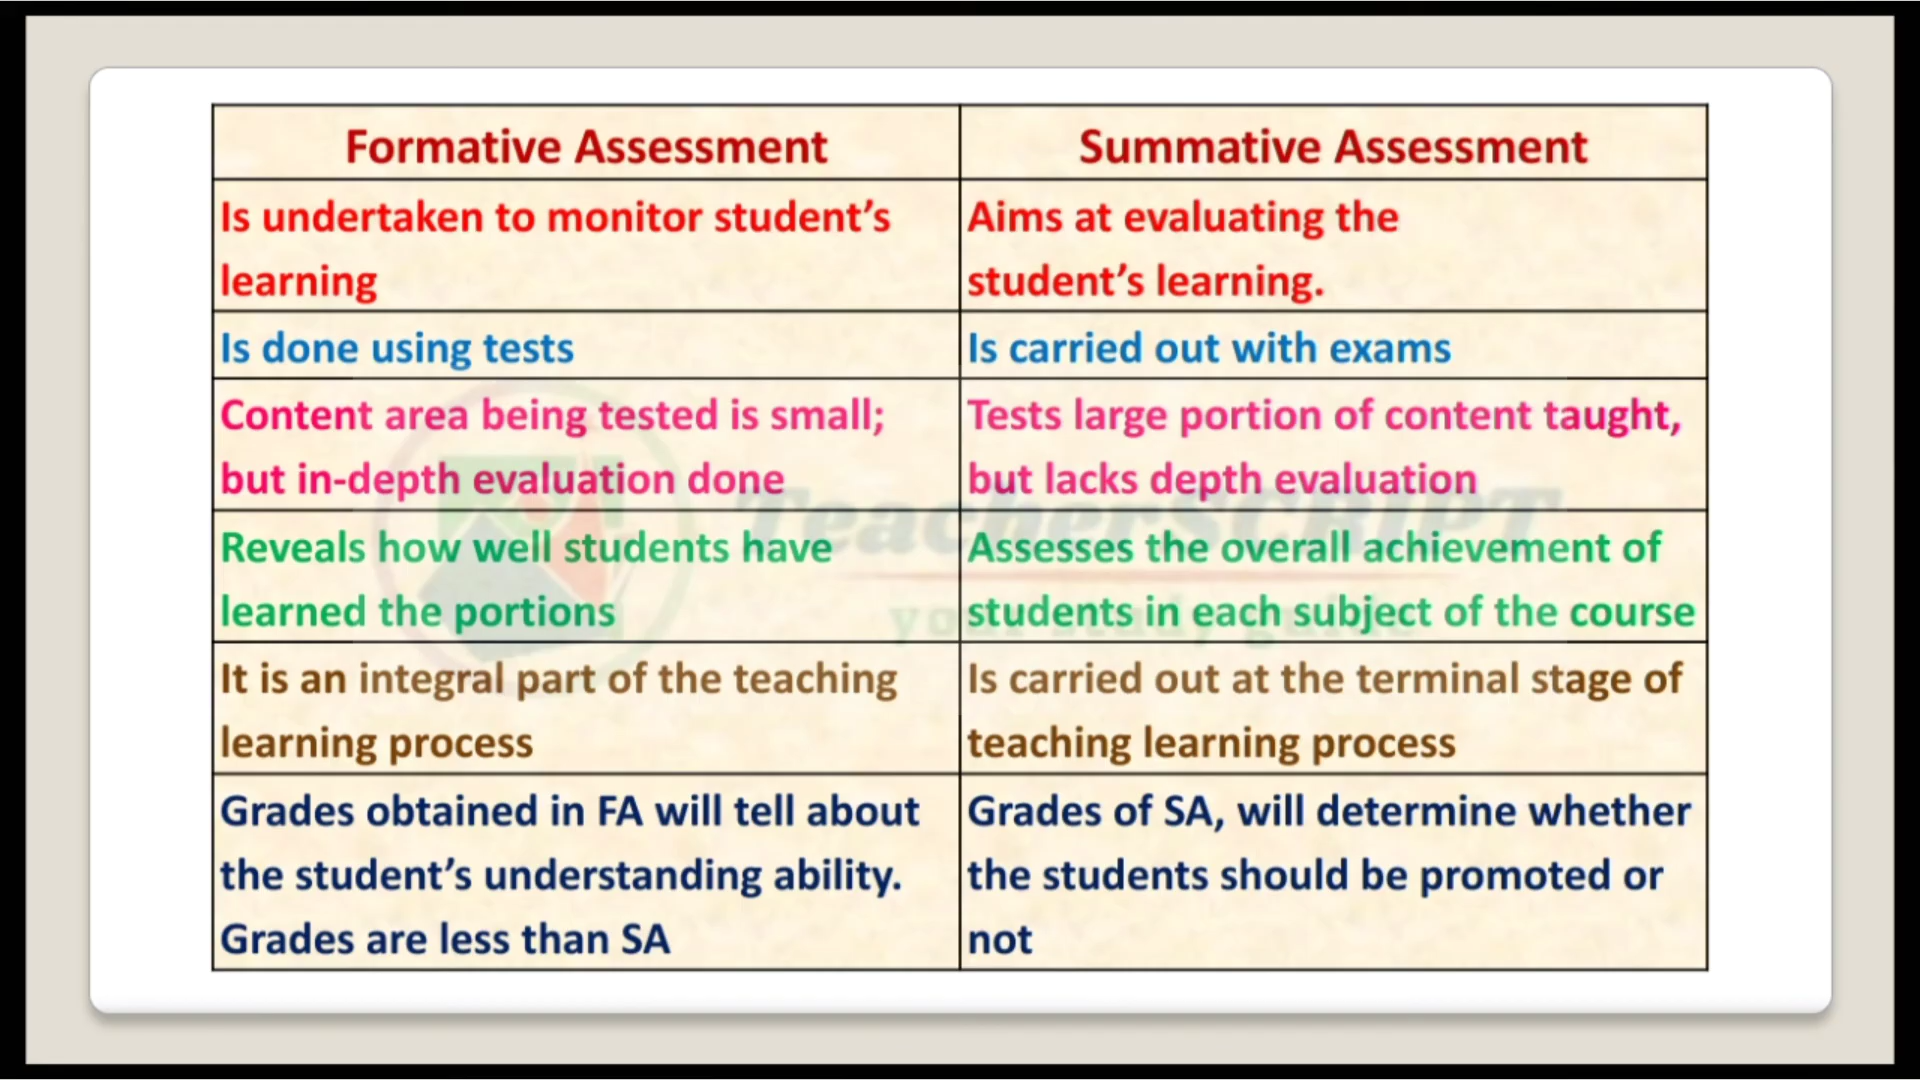 Formative Assessment
Summative Assessment
Is undertaken to monitor student's
learning
Aims at evaluating the
student's learning.
Is done using tests
Is carried out with exams
Content area being tested is small;
but in-depth evaluation done
Tests large portion of content taught,
but lacks depth evaluation
Reveals how well students have
learned the portions
Assesses the overall achievement of
students in each subject of the course
It is an integral part of the teaching
learning process
Is carried out at the terminal stage of
teaching learning process
Grades obtained in FA will tell about
the student's understanding ability.
Grades are less than SA
Grades of SA, will determine whether
the students should be promoted or
not
TeacherSCRIPT
your study guide